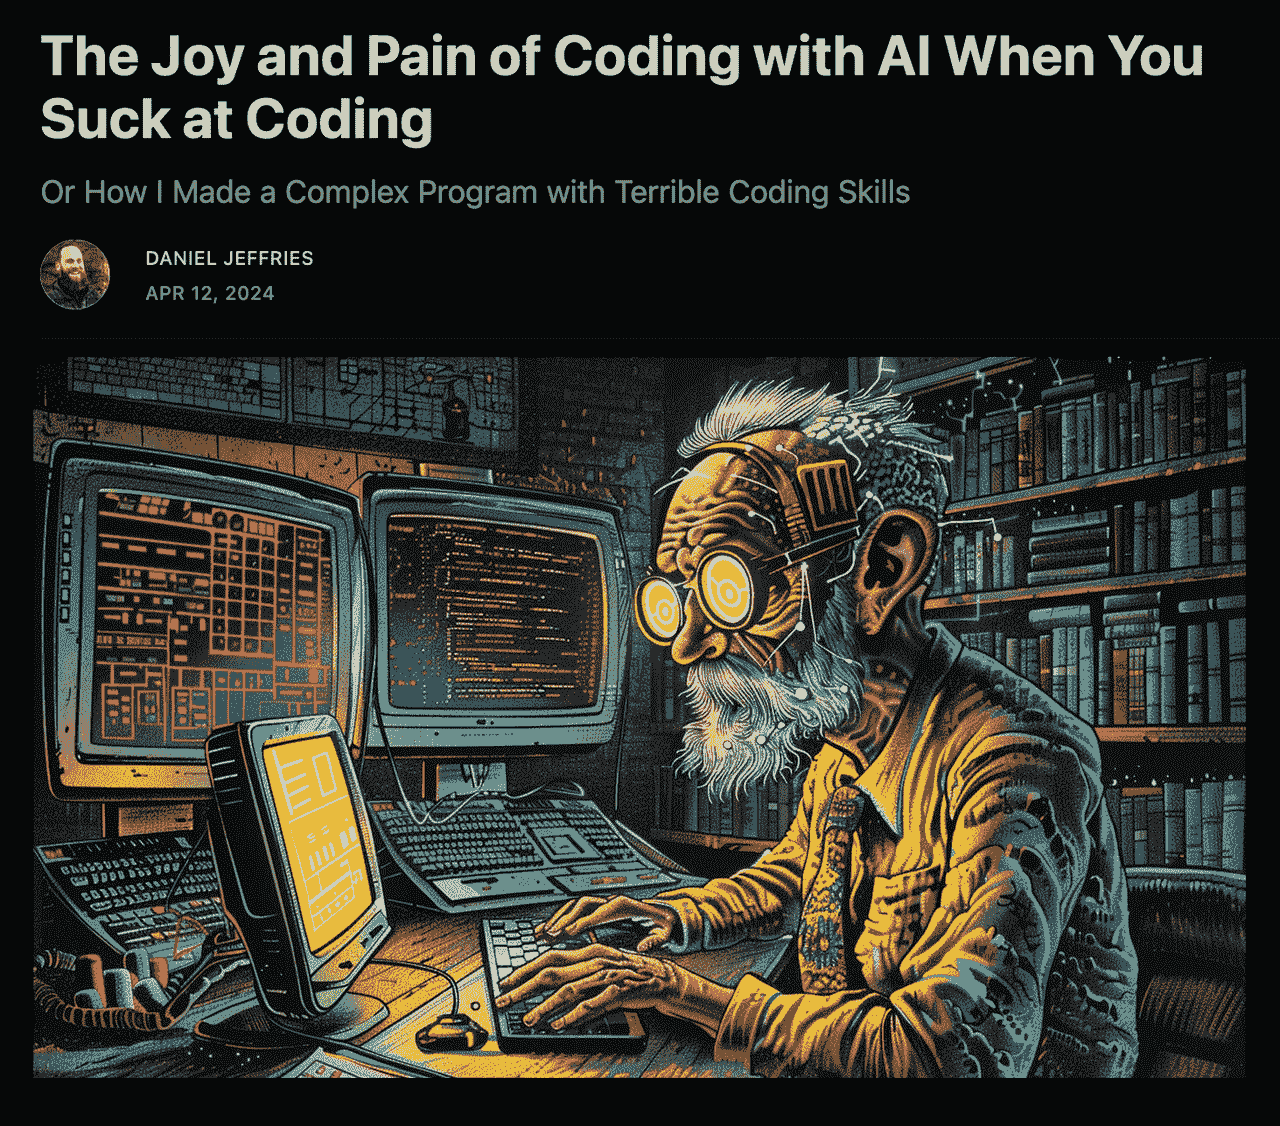 The Joy and Pain of Coding with AI When You
Suck at Coding
Or How I Made a Complex Program with Terrible Coding Skills
DANIEL JEFFRIES
APR 12, 2024